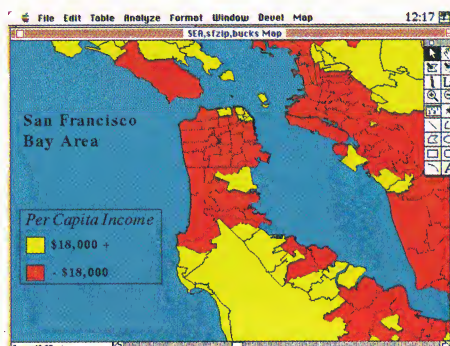 File Edit Table Analyze Format Window Devel Map 12:17
SEA,sfzip,bucks Map
San Francisco
Bay Area
Per Capita Income
$18,000 +
- $18,000